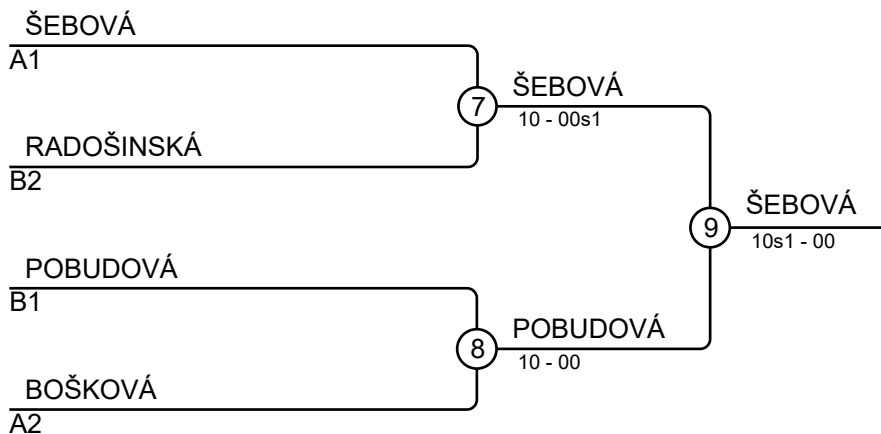 ŠEBOVÁ
A1
7
ŠEBOVÁ
10 - 00s1
RADOŠINSKÁ
B2
9
ŠEBOVÁ
10s1 - 00
POBUDOVÁ
B1
8
POBUDOVÁ
10 - 00
BOŠKOVÁ
A2